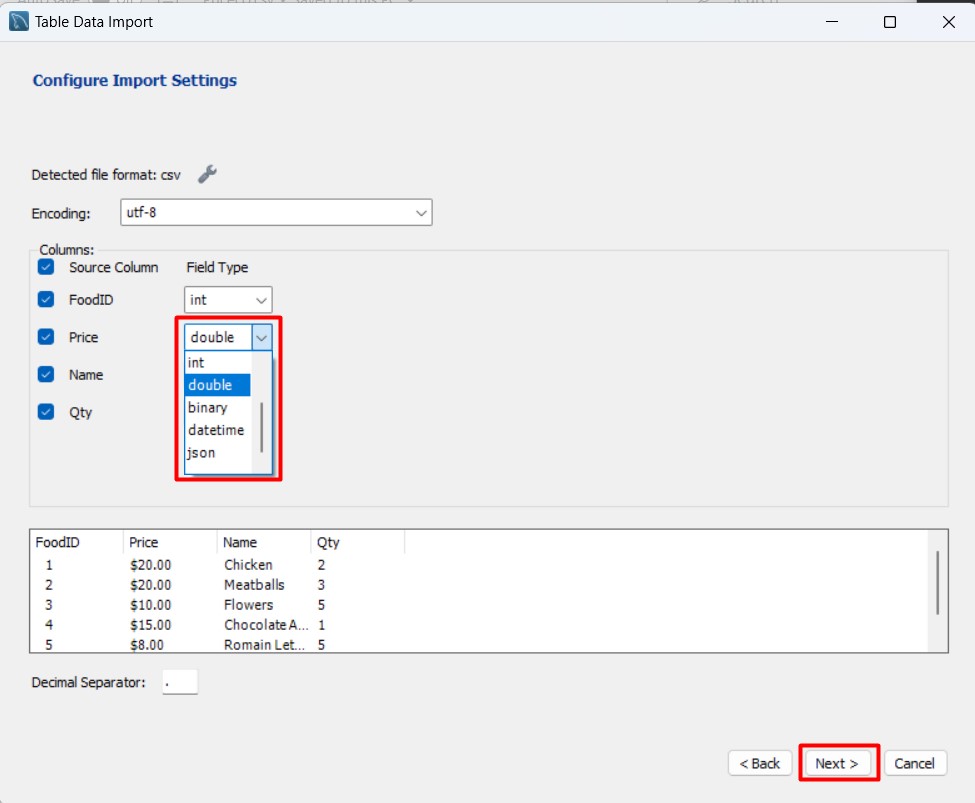 Table Data Import
Configure Import Settings
Detected file format: csv
Encoding: utf-8
Columns:
Source Column Field Type
FoodID int
Price double
int
Name double
binary
Qty datetime
json
FoodID Price Name Qty
1 $20.00 Chicken 2
2 $20.00 Meatballs 3
3 $10.00 Flowers 5
4 $15.00 Chocolate A... 1
5 $8.00 Romain Let... 5
Decimal Separator: .
< Back Next > Cancel